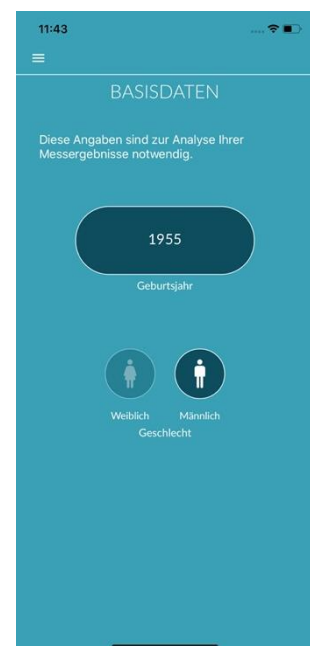 11:43
BASISDATEN
Diese Angaben sind zur Analyse Ihrer
Messergebnisse notwendig.
1955
Geburtsjahr
Weiblich Männlich
Geschlecht